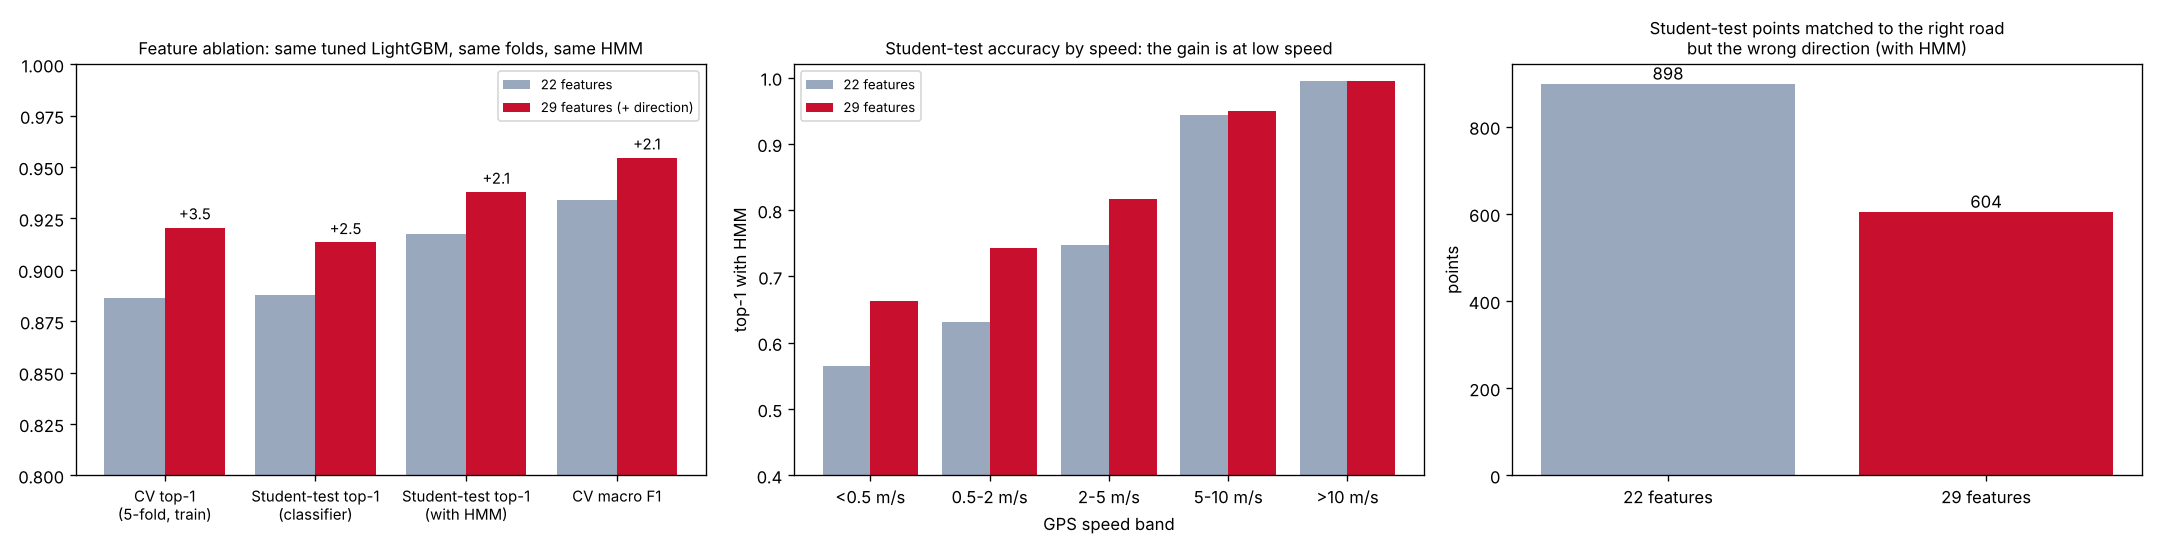 Feature ablation: same tuned LightGBM, same folds, same HMM
1.000
0.975
0.950
0.925
0.900
0.875
0.850
0.825
0.800
22 features
29 features (+ direction)
+3.5
+2.5
+2.1
+2.1
CV top-1
(5-fold, train)
Student-test top-1
(classifier)
Student-test top-1
(with HMM)
CV macro F1
Student-test accuracy by speed: the gain is at low speed
top-1 with HMM
1.0
0.9
0.8
0.7
0.6
0.5
0.4
22 features
29 features
<0.5 m/s
0.5-2 m/s
2-5 m/s
5-10 m/s
>10 m/s
GPS speed band
Student-test points matched to the right road
but the wrong direction (with HMM)
points
800
600
400
200
0
898
604
22 features
29 features